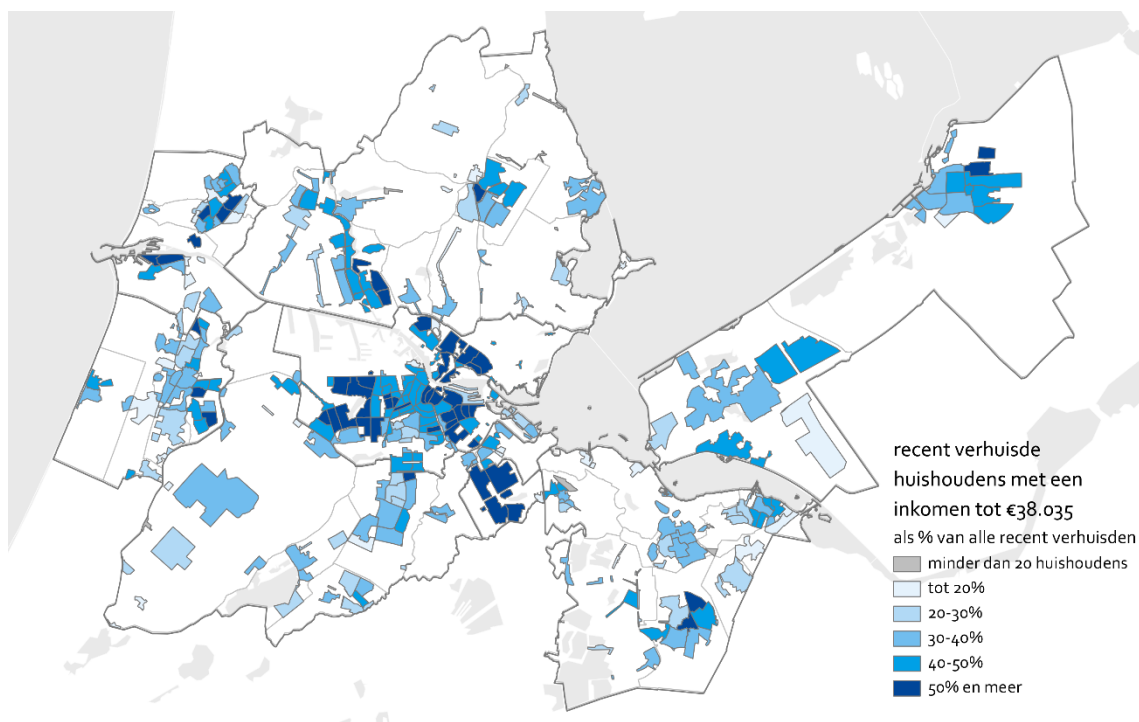 recent verhuisde
huishoudens met een
inkomen tot €38.035
als % van alle recent verhuisden
minder dan 20 huishoudens
tot 20%
20-30%
30-40%
40-50%
50% en meer